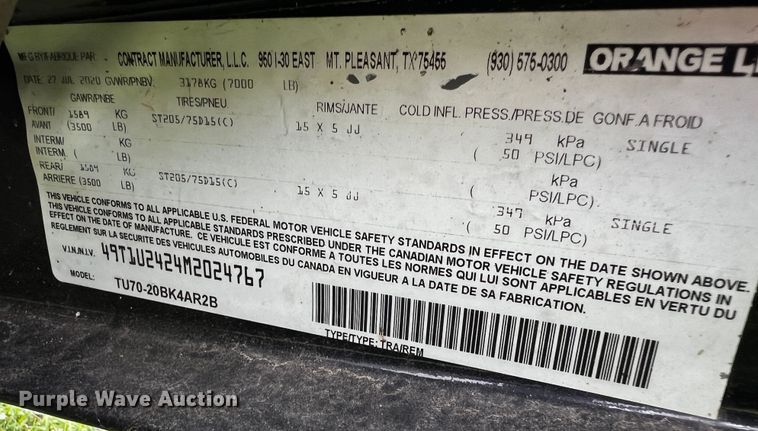 MFG BY/FABRIQUE PAR CONTRACT MANUFACTURER, L.L.C. 950 I-30 EAST MT. PLEASANT, TX 75455 (930) 575-0300 ORANGE
DATE 27 JUL 2020 GVWR/PNBV. 3178KG (7000 LB)
GAWR/PNBE TIRES/PNEU RIMS/JANTE COLD INFL. PRESS./PRESS.DE GONF. A FROID
FRONT/ 1589 KG ST205/75D15(C) 15 X 5 JJ 349 kPa SINGLE
AVANT (3500 LB) ( 50 PSI/LPC)
INTERM/ KG kPa
INTERM. ( LB) ( PSI/LPC).
REAR/ 1589 KG ST205/75D15(C) 15 X 5 JJ 347 kPa SINGLE
ARRIERE (3500 LB) ( 50 PSI/LPC)
THIS VEHICLE CONFORMS TO ALL APPLICABLE U.S. FEDERAL MOTOR VEHICLE SAFETY STANDARDS IN EFFECT ON THE DATE SHOWN ABOVE.
THIS VEHICLE CONFORMS TO ALL APPLICABLE STANDARDS PRESCRIBED UNDER THE CANADIAN MOTOR VEHICLE SAFETY REGULATIONS IN
EFFECT ON THE DATE OF MANUFACTURE. CE VEHICULE EST CONFORME A TOUTES LES NORMES QUI LUI SONT APPLICABLES EN VERTU DU
REGLEMENT SUR LA SECURITE DES VEHICULES AUTOMOBILES DU CANADA EN VIGUEUR A LA DATE DE SA FABRICATION.
V.I.N./N.I.V. 49T1U2424M2024767
MODEL: TU70-20BK4AR2B
TYPE/TYPE: TRA/REM
Purple Wave Auction